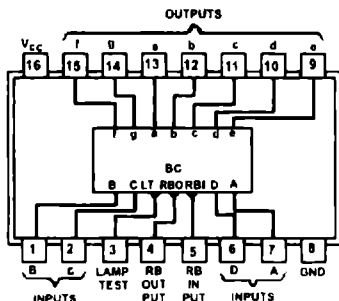 OUTPUTS
VCC f g a b c d e
16 15 14 13 12 11 10 9
f g a b c d e
BC
B C LT RBO RBI D A
1 2 3 4 5 6 7 8
B C LAMP TEST RB OUT PUT RB IN PUT D A GND
INPUTS INPUTS